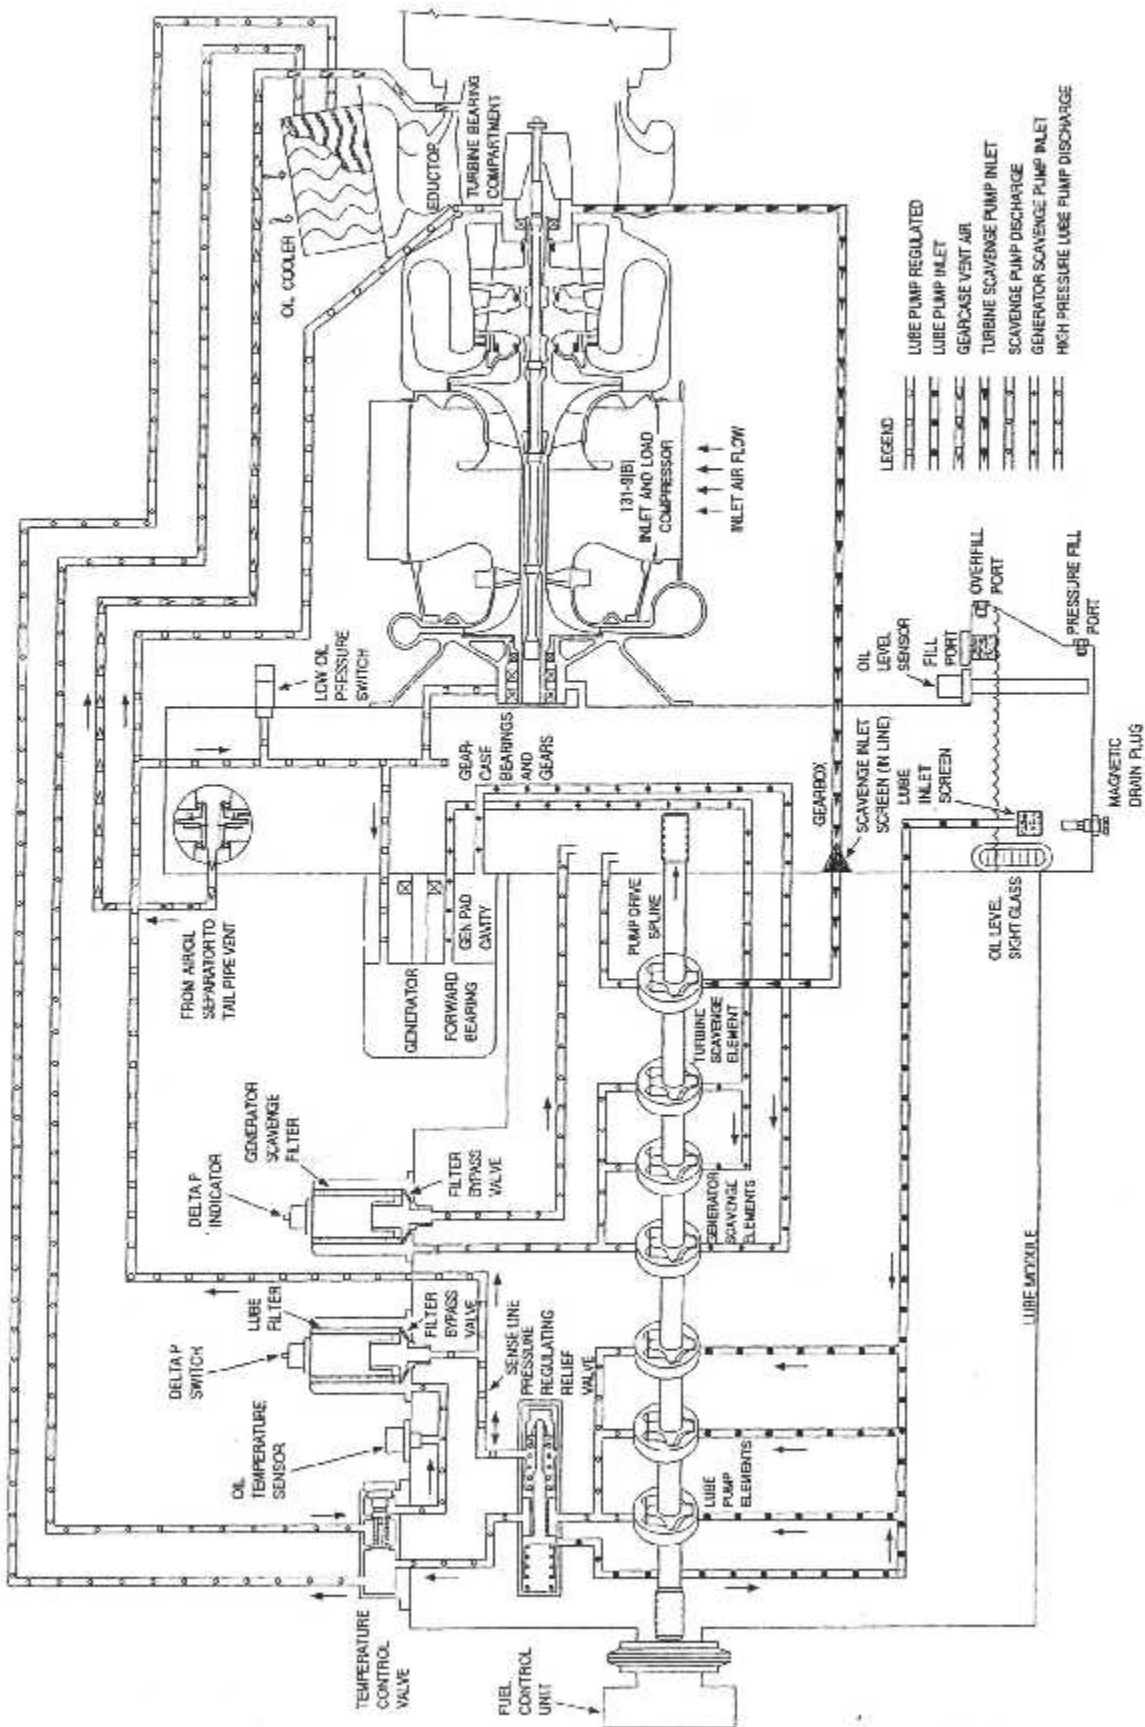 DELTA P
SWITCH
DELTA P
INDICATOR
FROM AIR/OIL
SEPARATOR TO
TAIL PIPE VENT
OIL
TEMPERATURE
SENSOR
LUBE
FILTER
GENERATOR
SCAVENGE
FILTER
LOW OIL
PRESSURE
SWITCH
OIL COOLER
EDUCTOR
TURBINE BEARING
COMPARTMENT
TEMPERATURE
CONTROL
VALVE
FILTER
BYPASS
VALVE
FILTER
BYPASS
VALVE
GENERATOR
FORWARD
BEARING
GEN PAD
CAVITY
GEAR-
CASE
BEARINGS
AND
GEARS
SENSE LINE
PRESSURE
REGULATING
RELIEF
VALVE
FUEL
CONTROL
UNIT
131-9[B]
INLET AND LOAD
COMPRESSOR
INLET AIR FLOW
PUMP DRIVE
SPLINE
TURBINE
SCAVENGE
ELEMENT
GENERATOR
SCAVENGE
ELEMENTS
LUBE
PUMP
ELEMENTS
GEARBOX
SCAVENGE INLET
SCREEN (IN LINE)
LUBE
INLET
SCREEN
OIL
LEVEL
SENSOR
FILL
PORT
OVERFILL
PORT
PRESSURE FILL
PORT
OIL LEVEL
SIGHT GLASS
MAGNETIC
DRAIN PLUG
LUBE MODULE
LEGEND
LUBE PUMP REGULATED
LUBE PUMP INLET
GEARCASE VENT AIR
TURBINE SCAVENGE PUMP INLET
SCAVENGE PUMP DISCHARGE
GENERATOR SCAVENGE PUMP INLET
HIGH PRESSURE LUBE PUMP DISCHARGE